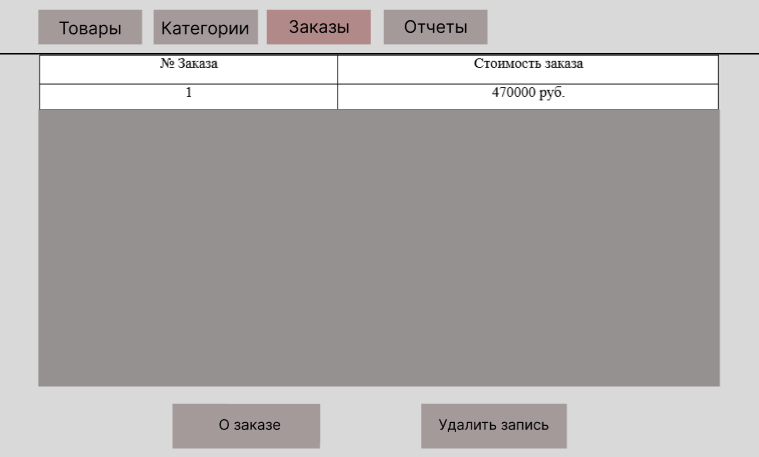 Товары Категории Заказы Отчеты
№ Заказа Стоимость заказа
1 470000 руб.
О заказе Удалить запись